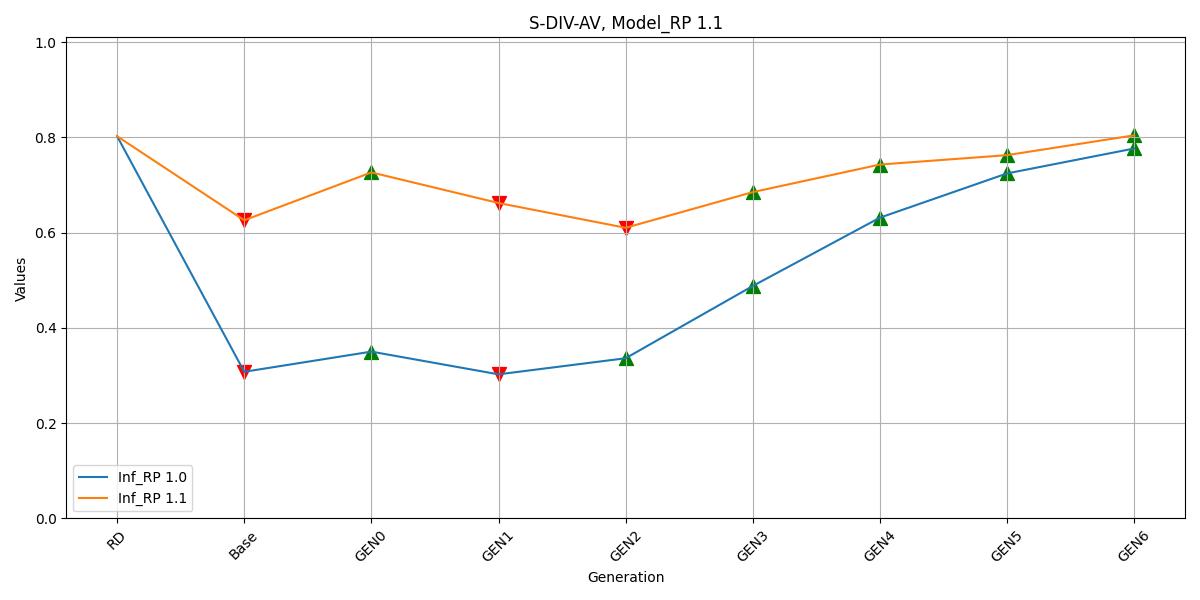 S-DIV-AV, Model_RP 1.1
1.0
0.8
0.6
0.4
0.2
0.0
Values
Inf_RP 1.0
Inf_RP 1.1
RD
Base
GEN0
GEN1
GEN2
GEN3
GEN4
GEN5
GEN6
Generation